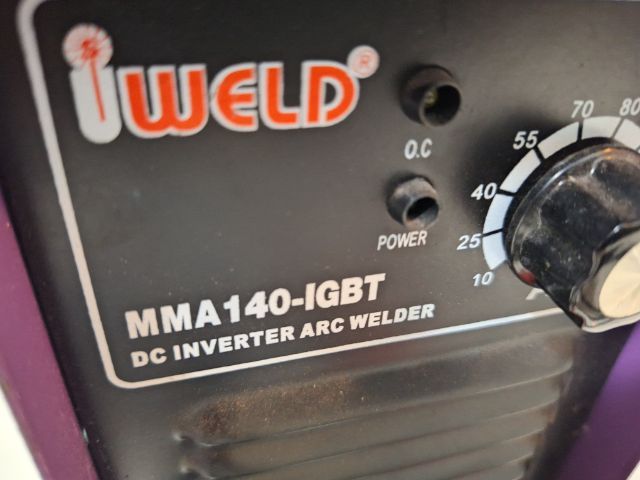 iWELD®
O.C
POWER
10
25
40
55
70
80
MMA140-IGBT
DC INVERTER ARC WELDER